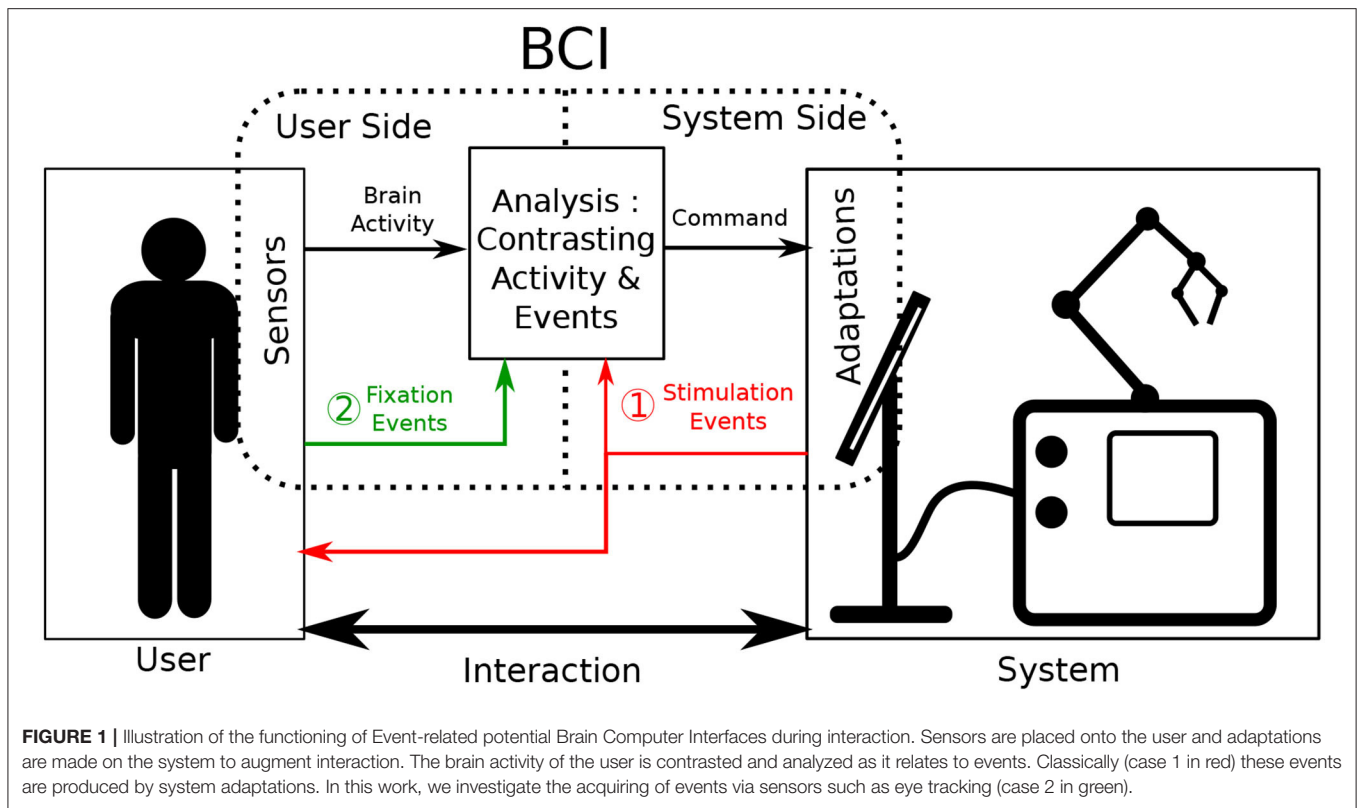 BCI
User Side
System Side
Sensors
Brain
Activity
Analysis :
Contrasting
Activity &
Events
Command
Adaptations
② Fixation
Events
① Stimulation
Events
User
Interaction
System
FIGURE 1 | Illustration of the functioning of Event-related potential Brain Computer Interfaces during interaction. Sensors are placed onto the user and adaptations
are made on the system to augment interaction. The brain activity of the user is contrasted and analyzed as it relates to events. Classically (case 1 in red) these events
are produced by system adaptations. In this work, we investigate the acquiring of events via sensors such as eye tracking (case 2 in green).